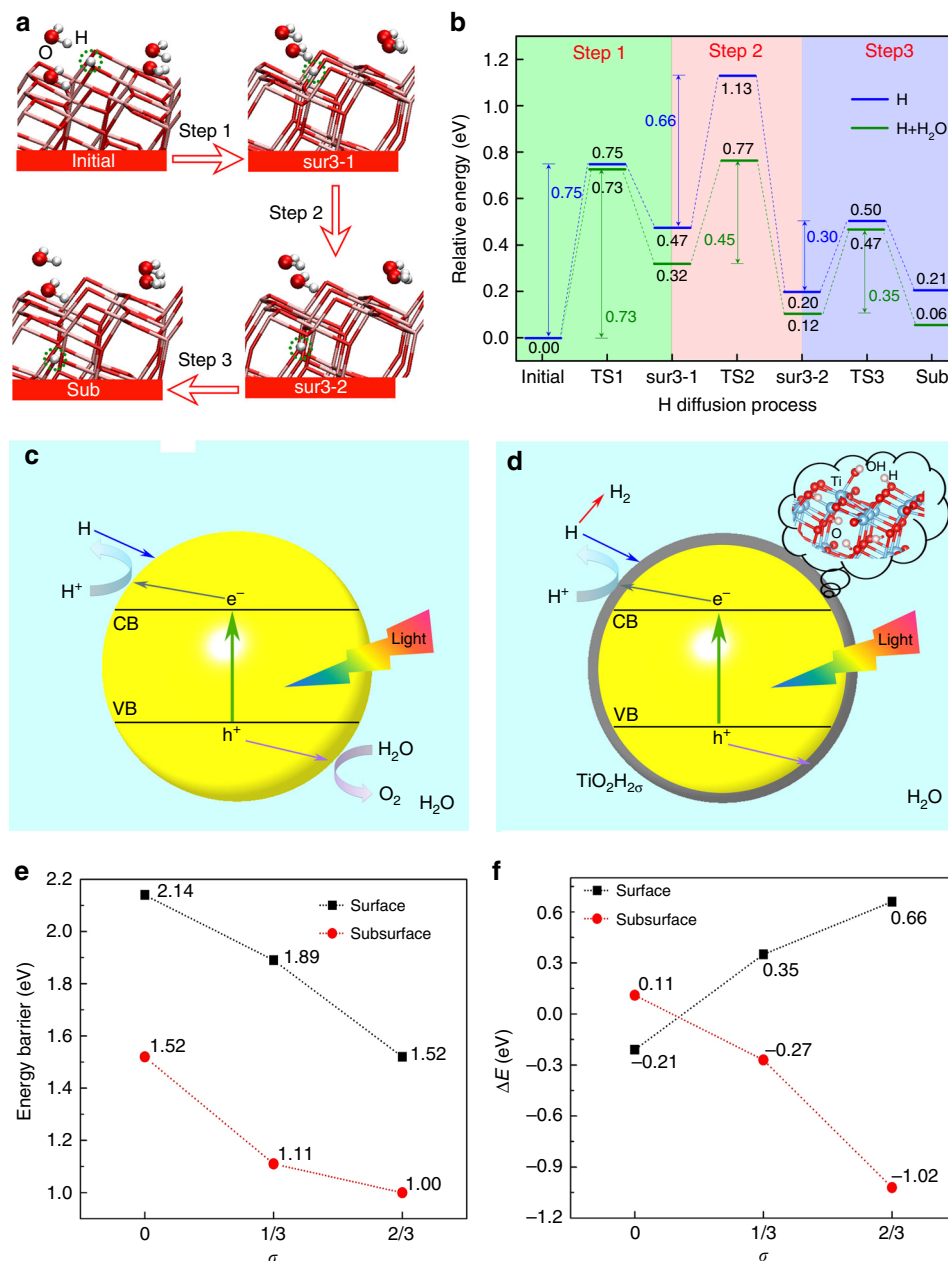 a
O
H
Initial
Step 1
sur3-1
Step 2
Sub
Step 3
sur3-2
b
Relative energy (eV)
1.2
1.0
0.8
0.6
0.4
0.2
0.0
Step 1
Step 2
Step3
H
H+H₂O
0.75
0.75
0.73
0.73
0.00
0.47
0.32
0.66
1.13
0.77
0.45
0.20
0.12
0.30
0.50
0.47
0.35
0.21
0.06
Initial TS1 sur3-1 TS2 sur3-2 TS3 Sub
H diffusion process
c
H
H⁺
e⁻
CB
Light
VB
h⁺
H₂O
O₂
H₂O
d
H₂
H
H⁺
e⁻
CB
Light
VB
h⁺
TiO₂H₂σ
H₂O
Ti
OH
H
O
e
Energy barrier (eV)
2.2
2.0
1.8
1.6
1.4
1.2
1.0
Surface
Subsurface
2.14
1.89
1.52
1.52
1.11
1.00
0 1/3 2/3
σ
f
ΔE (eV)
0.6
0.3
0.0
−0.3
−0.6
−0.9
−1.2
Surface
Subsurface
0.11
−0.21
0.35
−0.27
0.66
−1.02
0 1/3 2/3
σ